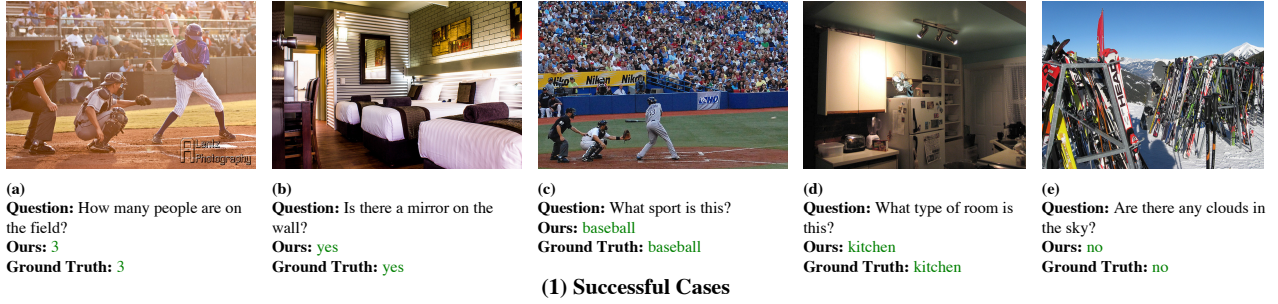 Lantz
Photography
Nikon Nikon
HEAD
(a)
Question: How many people are on
the field?
Ours: 3
Ground Truth: 3
(b)
Question: Is there a mirror on the
wall?
Ours: yes
Ground Truth: yes
(c)
Question: What sport is this?
Ours: baseball
Ground Truth: baseball
(d)
Question: What type of room is
this?
Ours: kitchen
Ground Truth: kitchen
(e)
Question: Are there any clouds in
the sky?
Ours: no
Ground Truth: no
(1) Successful Cases